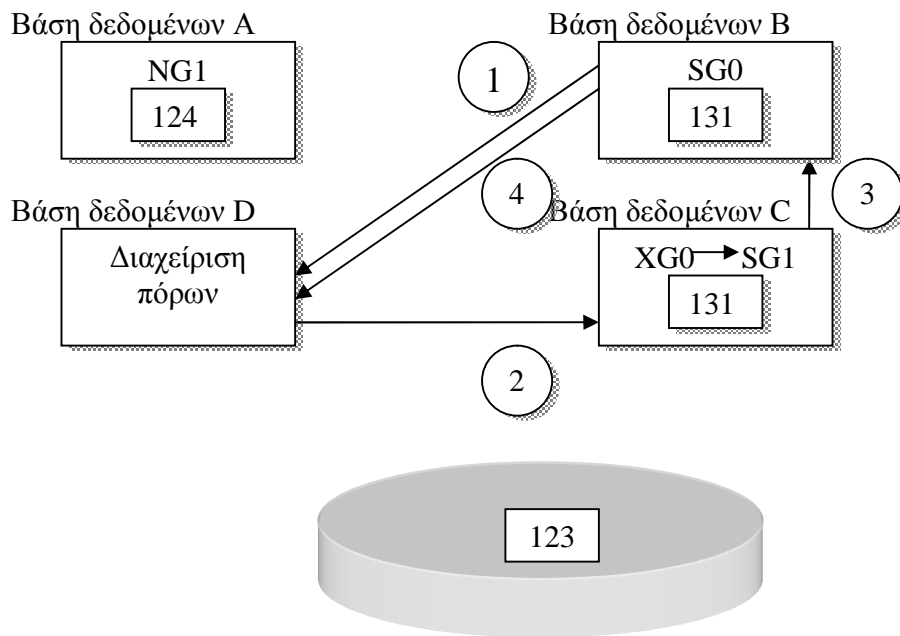 Βάση δεδομένων Α
Βάση δεδομένων Β
NG1
124
1
SG0
131
4
3
Βάση δεδομένων D
Βάση δεδομένων C
Διαχείριση
πόρων
XG0 SG1
131
2
123